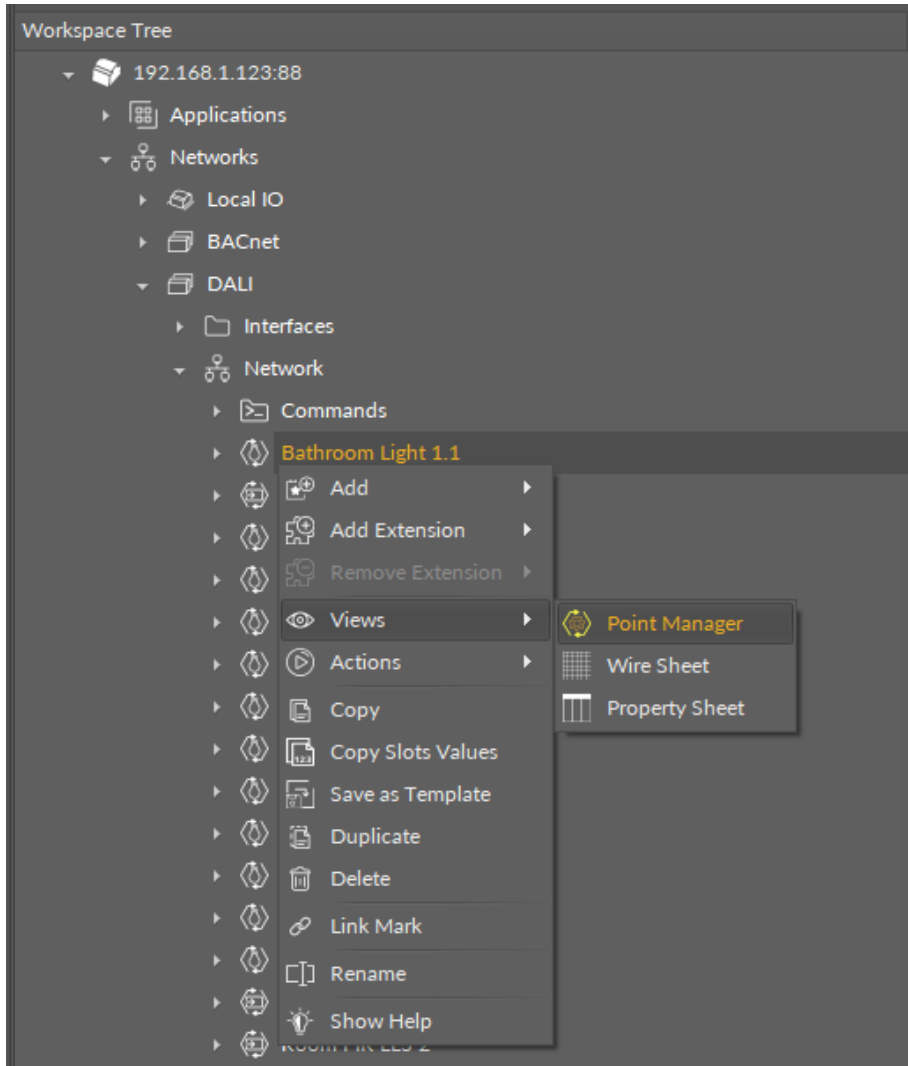 Workspace Tree
192.168.1.123:88
Applications
Networks
Local IO
BACnet
DALI
Interfaces
Network
Commands
Bathroom Light 1.1
Add
Add Extension
Remove Extension
Views
Point Manager
Wire Sheet
Property Sheet
Actions
Copy
Copy Slots Values
Save as Template
Duplicate
Delete
Link Mark
Rename
Show Help